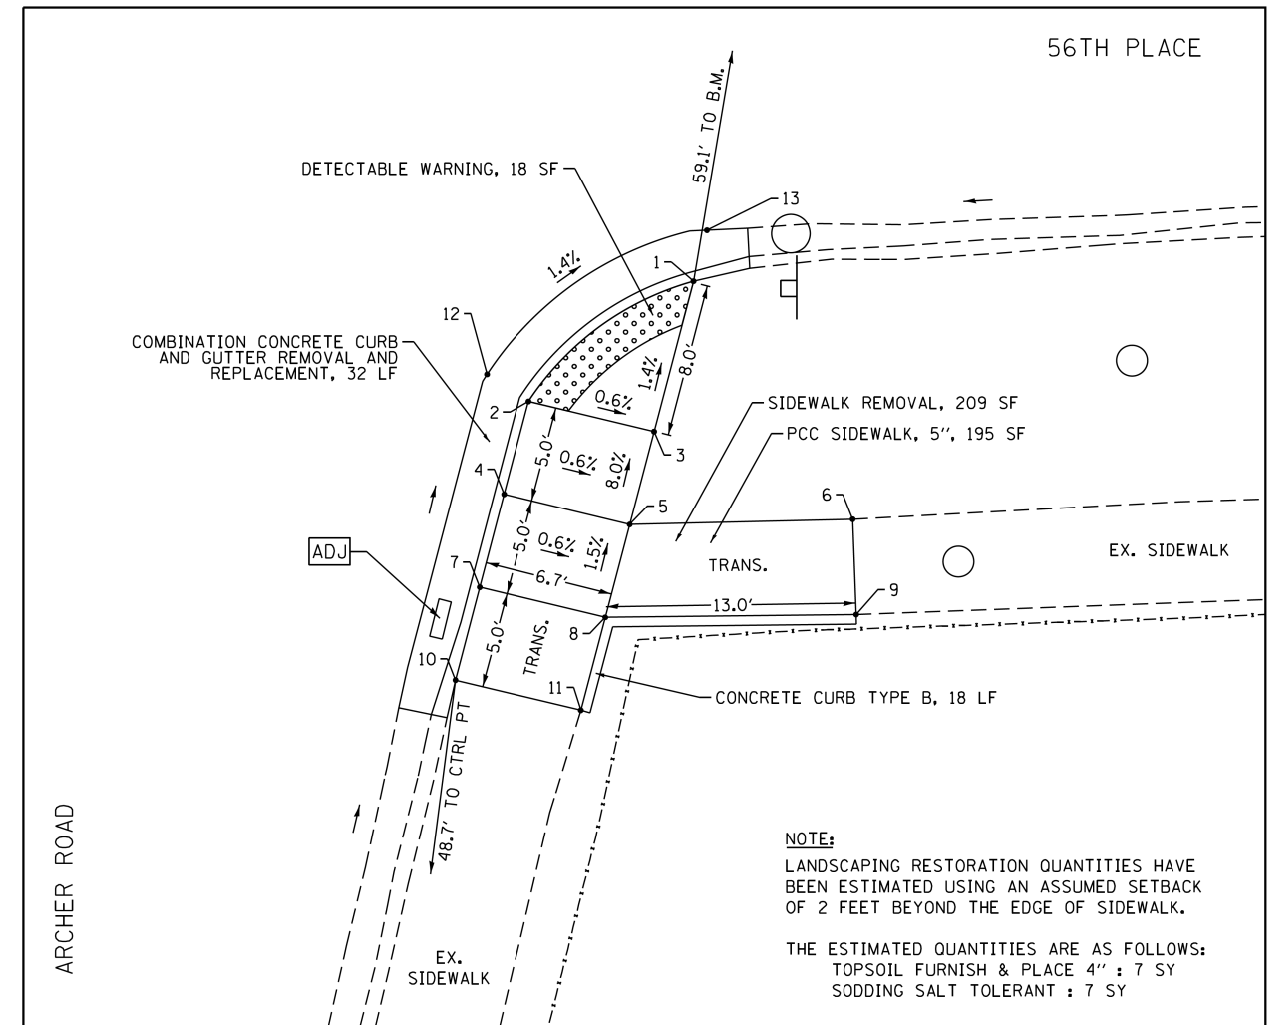 56TH PLACE
59.1' TO B.M.
DETECTABLE WARNING, 18 SF
13
1.4%
1
12
COMBINATION CONCRETE CURB
AND GUTTER REMOVAL AND
REPLACEMENT, 32 LF
8.0'
1.4%
0.6%
2
SIDEWALK REMOVAL, 209 SF
PCC SIDEWALK, 5", 195 SF
3
5.0'
0.6%
8.0%
4
6
5
5.0'
0.6%
1.5%
ADJ
EX. SIDEWALK
TRANS.
7
6.7'
13.0'
9
8
5.0'
TRANS.
10
11
CONCRETE CURB TYPE B, 18 LF
48.7' TO CTRL PT
ARCHER ROAD
EX.
SIDEWALK
NOTE:
LANDSCAPING RESTORATION QUANTITIES HAVE
BEEN ESTIMATED USING AN ASSUMED SETBACK
OF 2 FEET BEYOND THE EDGE OF SIDEWALK.
THE ESTIMATED QUANTITIES ARE AS FOLLOWS:
TOPSOIL FURNISH & PLACE 4" : 7 SY
SODDING SALT TOLERANT : 7 SY